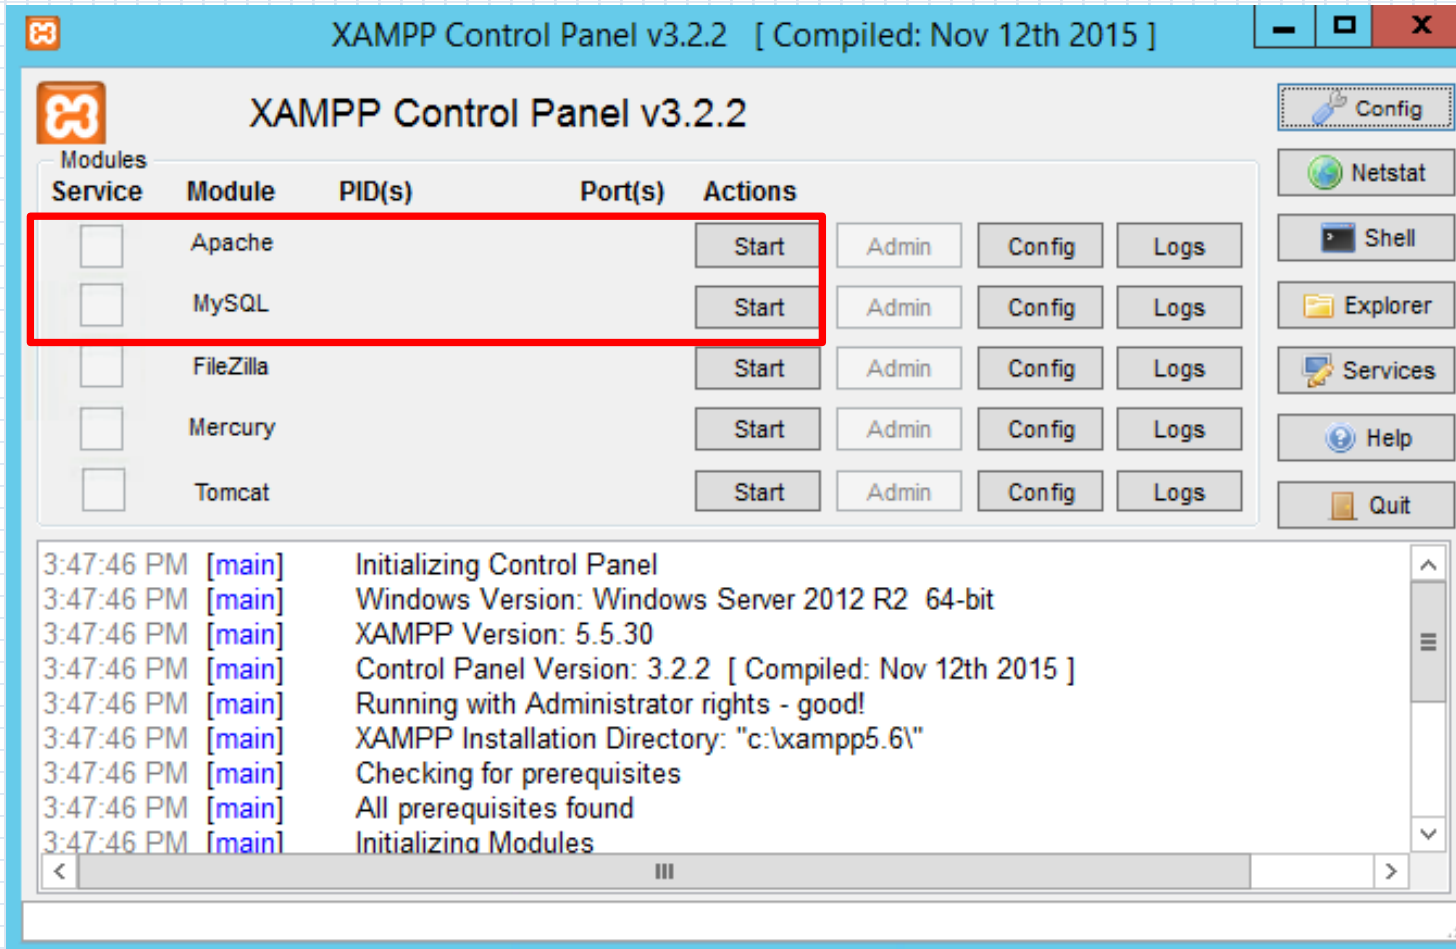 XAMPP Control Panel v3.2.2 [ Compiled: Nov 12th 2015 ]
XAMPP Control Panel v3.2.2
Config
Modules
Service Module PID(s) Port(s) Actions
Netstat
Apache Start Admin Config Logs
Shell
MySQL Start Admin Config Logs
Explorer
FileZilla Start Admin Config Logs
Services
Mercury Start Admin Config Logs
Help
Tomcat Start Admin Config Logs
Quit
3:47:46 PM [main] Initializing Control Panel
3:47:46 PM [main] Windows Version: Windows Server 2012 R2 64-bit
3:47:46 PM [main] XAMPP Version: 5.5.30
3:47:46 PM [main] Control Panel Version: 3.2.2 [ Compiled: Nov 12th 2015 ]
3:47:46 PM [main] Running with Administrator rights - good!
3:47:46 PM [main] XAMPP Installation Directory: "c:\xampp5.6\"
3:47:46 PM [main] Checking for prerequisites
3:47:46 PM [main] All prerequisites found
3:47:46 PM [main] Initializing Modules